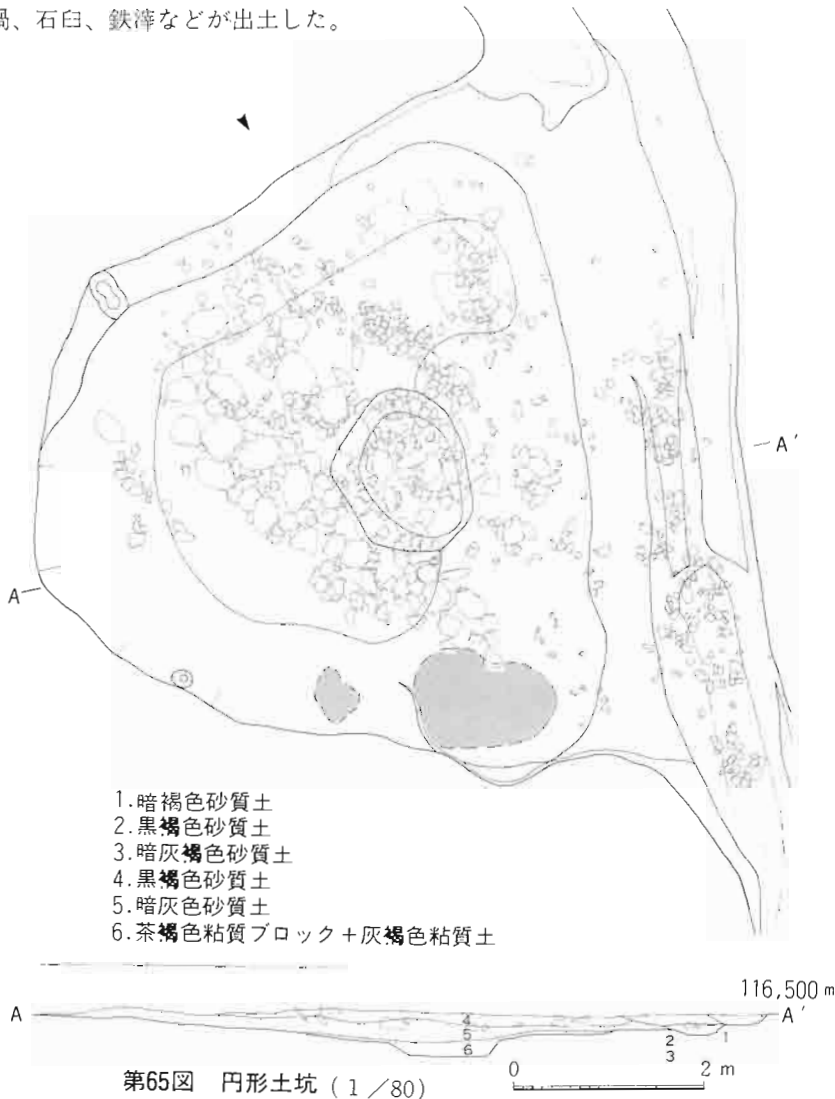 鍋、石臼、鉄滓などが出土した。
A'
A
1.暗褐色砂質土
2.黒褐色砂質土
3.暗灰褐色砂質土
4.黒褐色砂質土
5.暗灰色砂質土
6.茶褐色粘質ブロック+灰褐色粘質土
116,500m
A 4 5 6 2 3 1 A'
第65図 円形土坑 (1/80)
0 2m